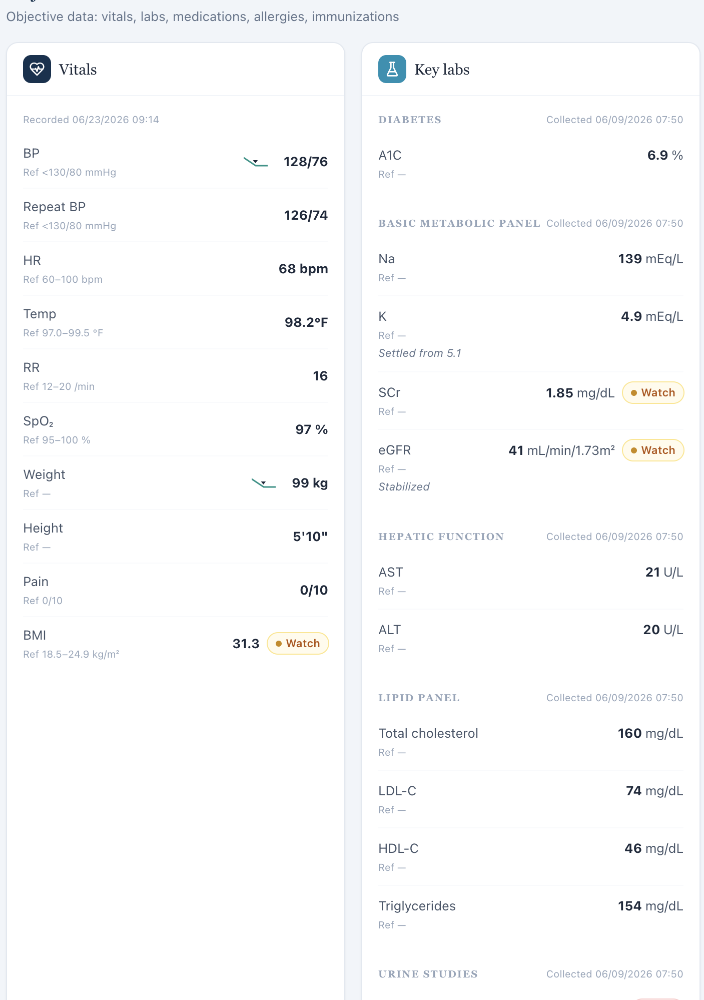 Objective data: vitals, labs, medications, allergies, immunizations
Vitals
Recorded 06/23/2026 09:14
BP
Ref <130/80 mmHg
128/76
Repeat BP
Ref <130/80 mmHg
126/74
HR
Ref 60–100 bpm
68 bpm
Temp
Ref 97.0–99.5 °F
98.2°F
RR
Ref 12–20 /min
16
SpO₂
Ref 95–100 %
97 %
Weight
Ref —
99 kg
Height
Ref —
5'10"
Pain
Ref 0/10
0/10
BMI
Ref 18.5–24.9 kg/m²
31.3 Watch
Key labs
DIABETES Collected 06/09/2026 07:50
A1C 6.9 %
Ref —
BASIC METABOLIC PANEL Collected 06/09/2026 07:50
Na 139 mEq/L
Ref —
K 4.9 mEq/L
Ref —
Settled from 5.1
SCr 1.85 mg/dL Watch
Ref —
eGFR 41 mL/min/1.73m² Watch
Ref —
Stabilized
HEPATIC FUNCTION Collected 06/09/2026 07:50
AST 21 U/L
Ref —
ALT 20 U/L
Ref —
LIPID PANEL Collected 06/09/2026 07:50
Total cholesterol 160 mg/dL
Ref —
LDL-C 74 mg/dL
Ref —
HDL-C 46 mg/dL
Ref —
Triglycerides 154 mg/dL
Ref —
URINE STUDIES Collected 06/09/2026 07:50